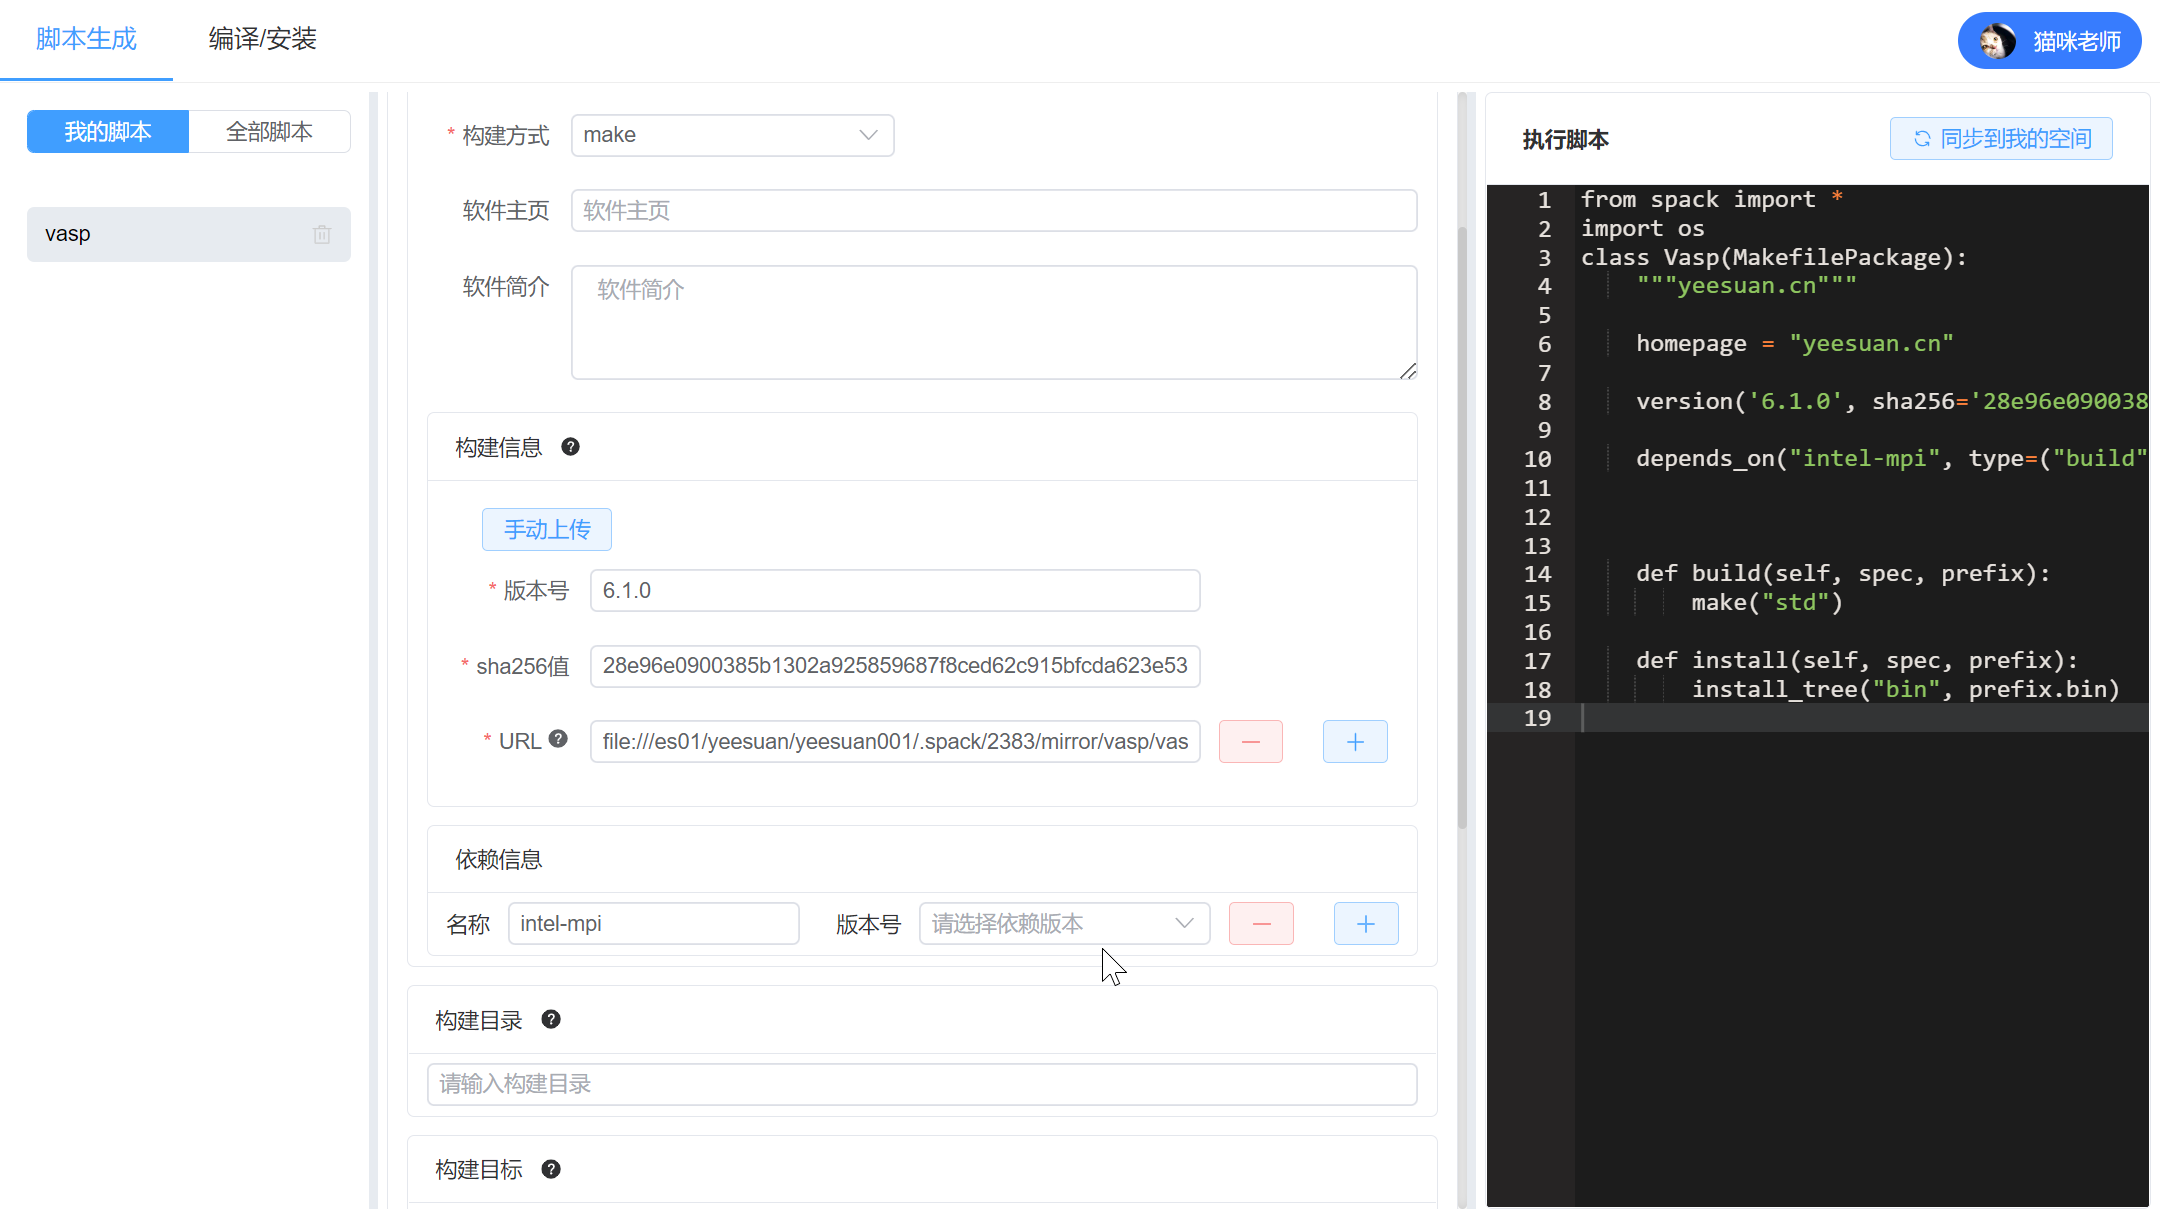 脚本生成
编译/安装
猫咪老师
我的脚本
全部脚本
vasp
* 构建方式
make
软件主页
软件主页
软件简介
软件简介
构建信息
手动上传
* 版本号
6.1.0
* sha256值
28e96e0900385b1302a925859687f8ced62c915bfcda623e53
* URL
file:///es01/yeesuan/yeesuan001/.spack/2383/mirror/vasp/vas
依赖信息
名称
intel-mpi
版本号
请选择依赖版本
构建目录
请输入构建目录
构建目标
执行脚本
同步到我的空间
1 from spack import *
2 import os
3 class Vasp(MakefilePackage):
4 """yeesuan.cn"""
5
6 homepage = "yeesuan.cn"
7
8 version('6.1.0', sha256='28e96e090038
9
10 depends_on("intel-mpi", type=("build"
11
12
13
14 def build(self, spec, prefix):
15 make("std")
16
17 def install(self, spec, prefix):
18 install_tree("bin", prefix.bin)
19